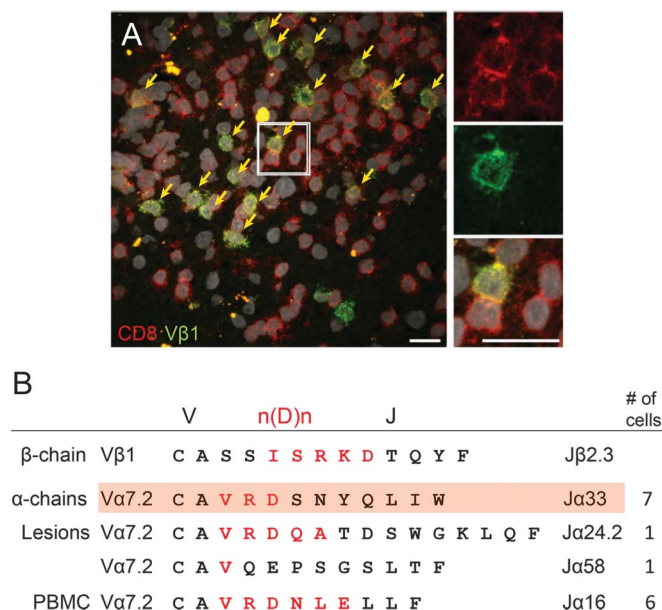 A
CD8 Vβ1
B
V n(D)n J # of cells
β-chain Vβ1 C A S S I S R K D T Q Y F Jβ2.3
α-chains Vα7.2 C A V R D S N Y Q L I W Jα33 7
Lesions Vα7.2 C A V R D Q A T D S W G K L Q F Jα24.2 1
Vα7.2 C A V Q E P S G S L T F Jα58 1
PBMC Vα7.2 C A V R D N L E L L F Jα16 6